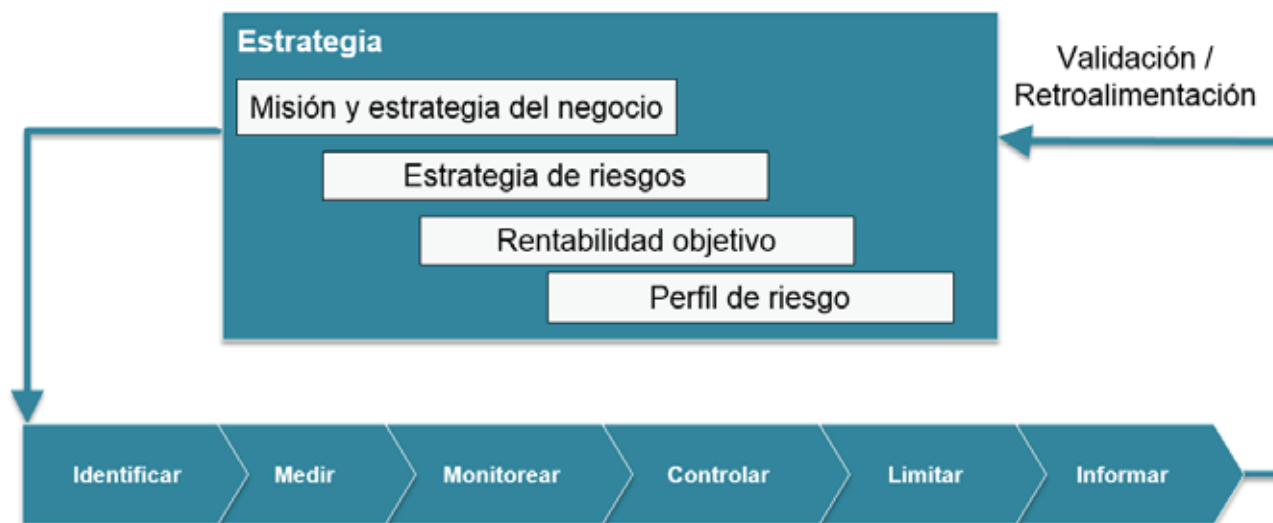 Estrategia
Misión y estrategia del negocio
Estrategia de riesgos
Rentabilidad objetivo
Perfil de riesgo
Validación /
Retroalimentación
Identificar
Medir
Monitorear
Controlar
Limitar
Informar